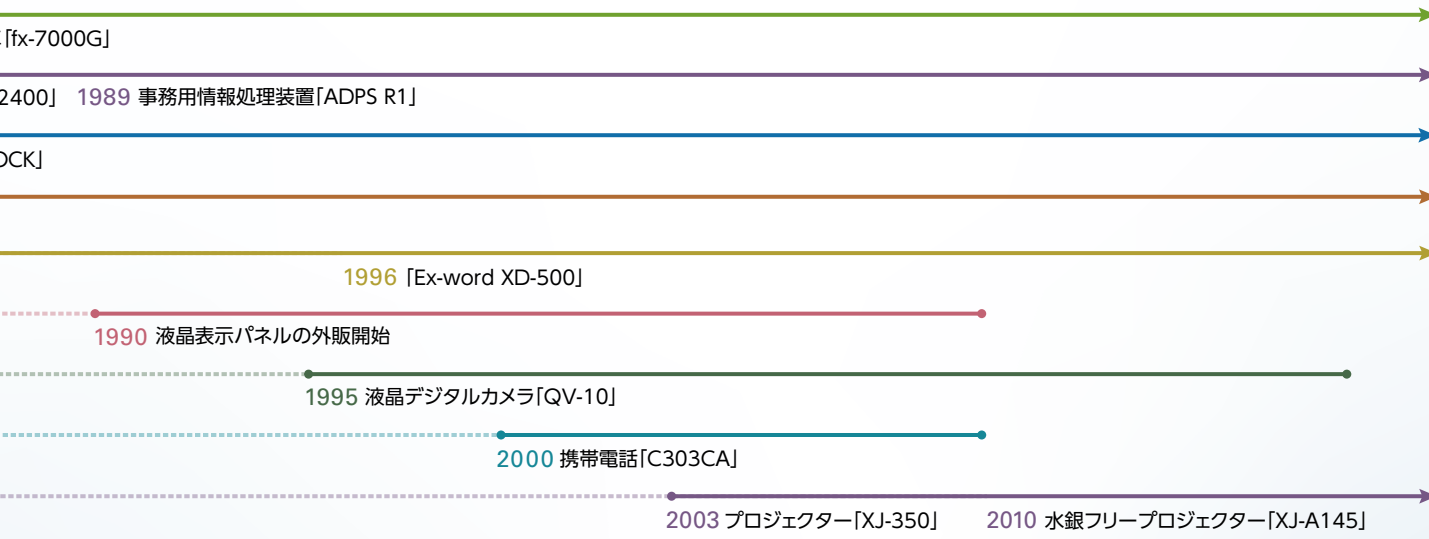 「fx-7000G」
2400」 1989 事務用情報処理装置「ADPS R1」
OCK」
1996 「Ex-word XD-500」
1990 液晶表示パネルの外販開始
1995 液晶デジタルカメラ「QV-10」
2000 携帯電話「C303CA」
2003 プロジェクター「XJ-350」 2010 水銀フリープロジェクター「XJ-A145」